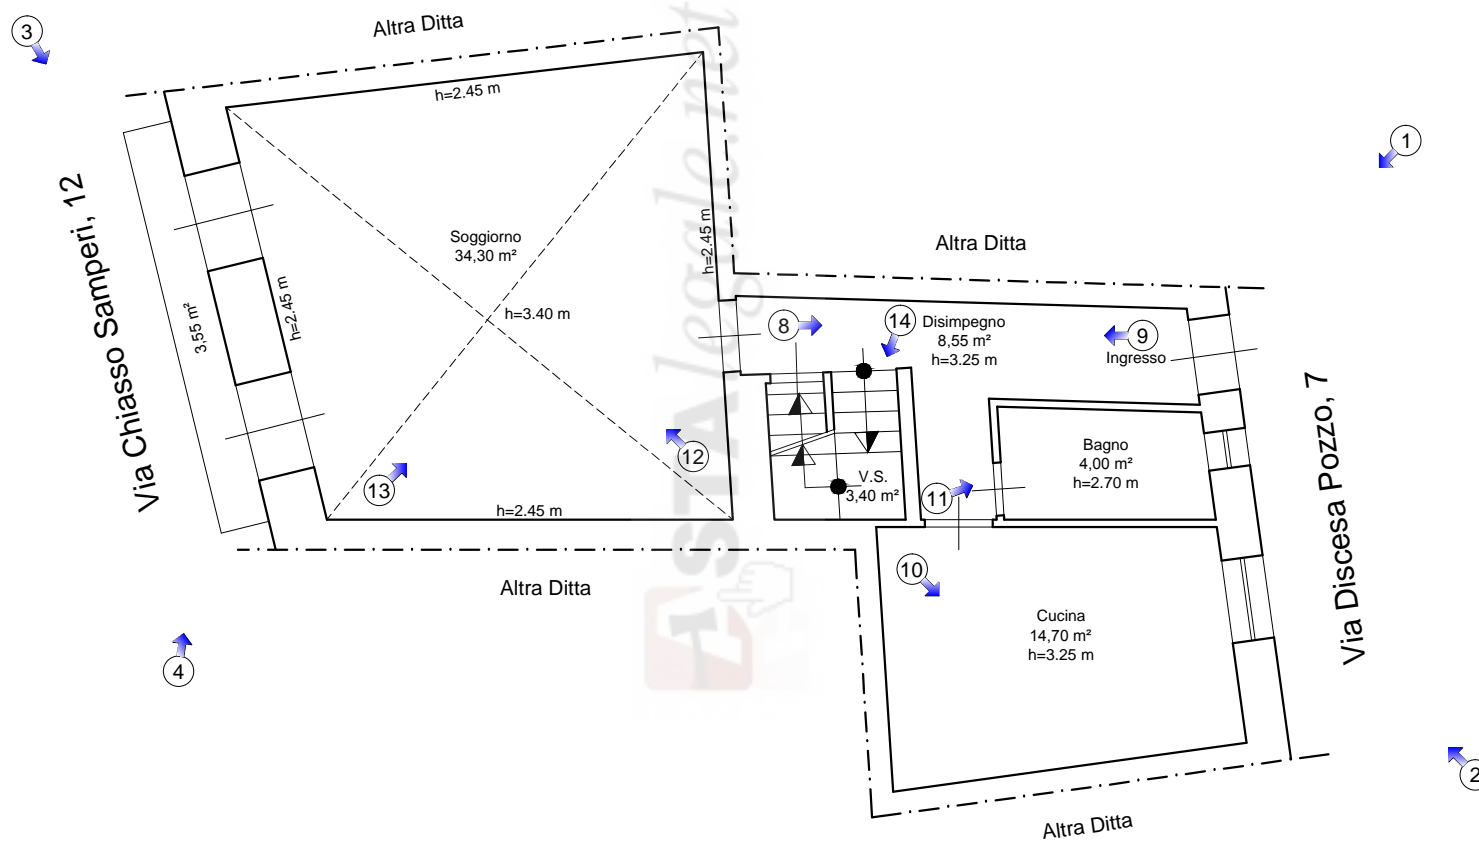 3
Altra Ditta
1
h=2.45 m
Via Chiasso Samperi, 12
3,55 m²
h=2.45 m
Soggiorno
34,30 m²
h=3.40 m
h=2.45 m
Altra Ditta
8
14
Disimpegno
8,55 m²
h=3.25 m
9
Ingresso
Via Discesa Pozzo, 7
Bagno
4,00 m²
h=2.70 m
12
13
V.S.
3,40 m²
11
h=2.45 m
Altra Ditta
10
Cucina
14,70 m²
h=3.25 m
4
2
Altra Ditta
ASTAlegale.net